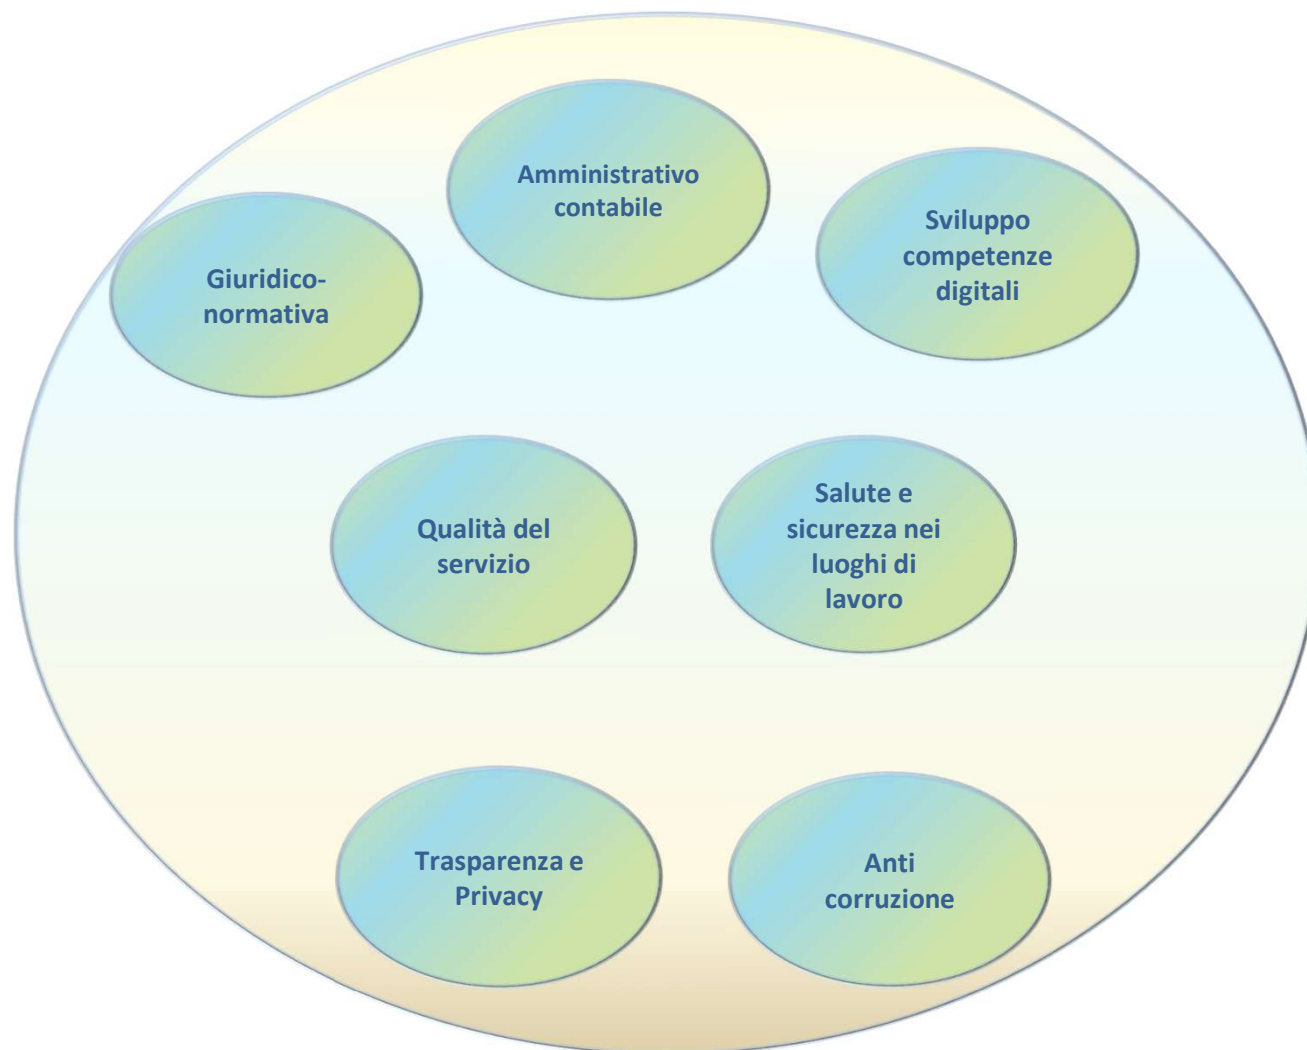 Amministrativo
contabile
Sviluppo
competenze
digitali
Giuridico-
normativa
Qualità del
servizio
Salute e
sicurezza nei
luoghi di
lavoro
Trasparenza e
Privacy
Anti
corruzione